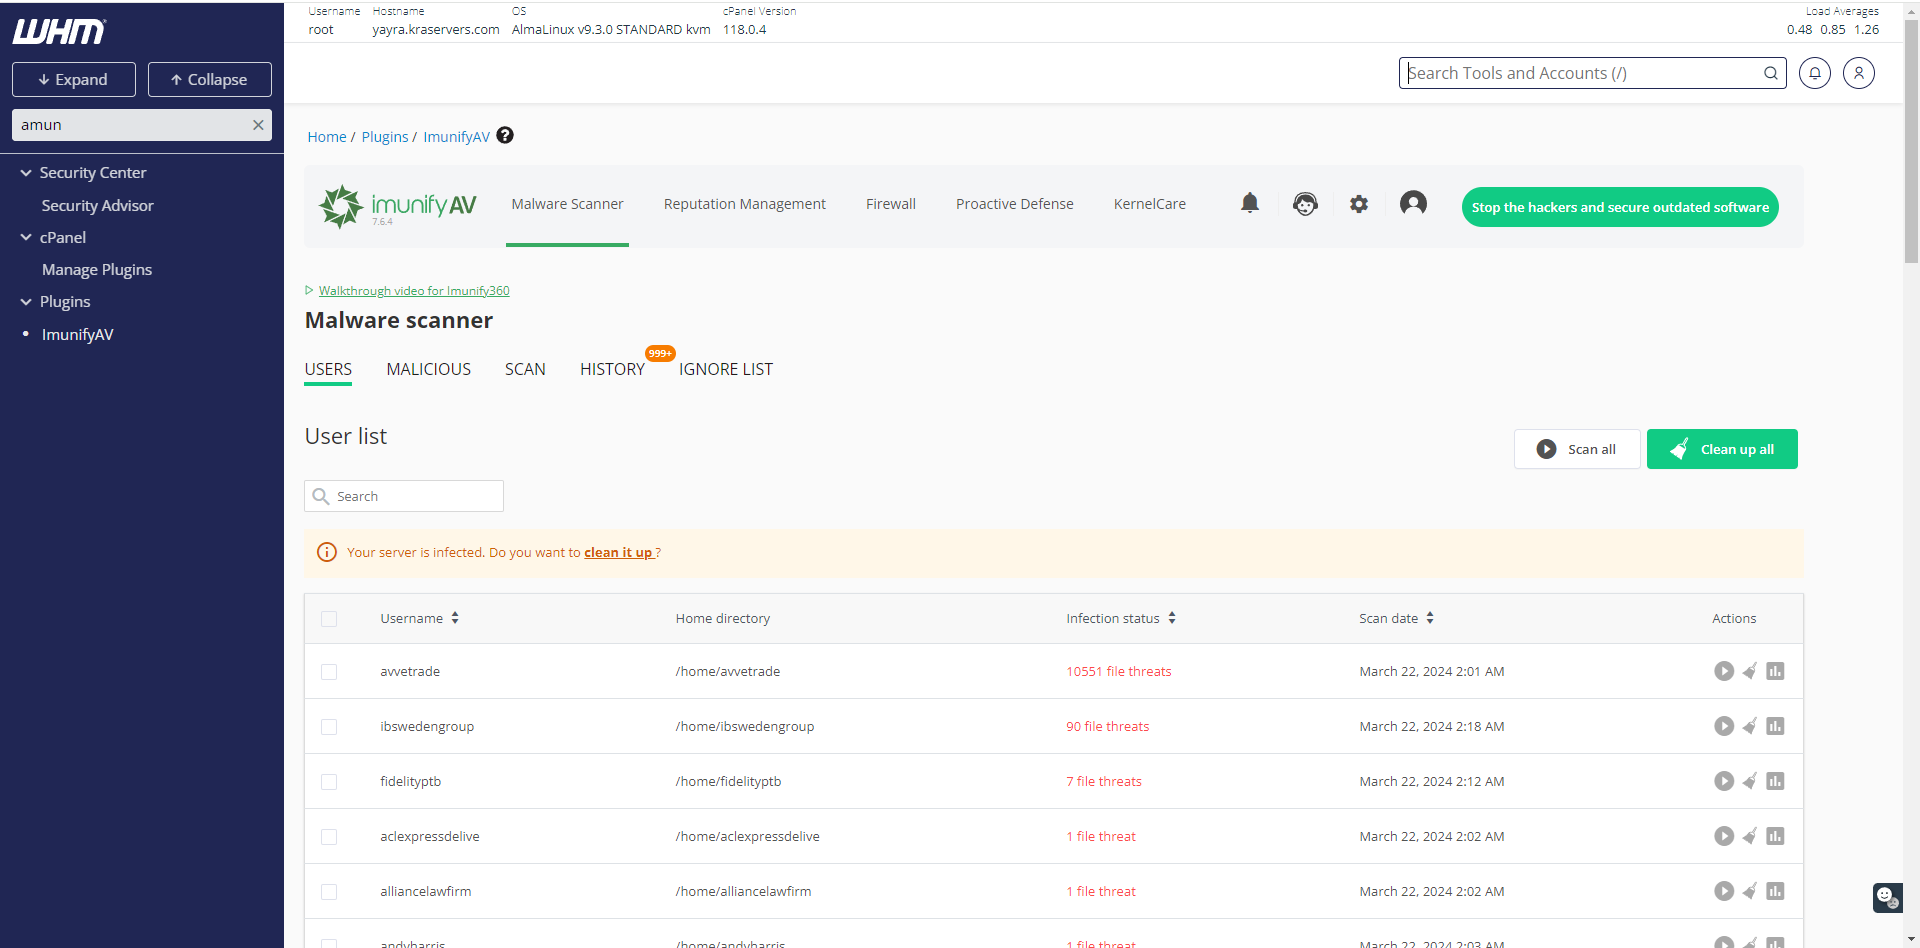 WHM
Username Hostname OS cPanel Version Load Averages
root yayra.kraservers.com AlmaLinux v9.3.0 STANDARD kvm 118.0.4 0.48 0.85 1.26
Expand Collapse
Search Tools and Accounts (/)
amun
Security Center
Security Advisor
cPanel
Manage Plugins
Plugins
ImunifyAV
Home / Plugins / ImunifyAV ?
imunifyAV
7.6.4
Malware Scanner Reputation Management Firewall Proactive Defense KernelCare Stop the hackers and secure outdated software
Walkthrough video for Imunify360
Malware scanner
USERS MALICIOUS SCAN HISTORY 999+ IGNORE LIST
User list
Scan all Clean up all
Search
Your server is infected. Do you want to clean it up ?
Username Home directory Infection status Scan date Actions
avvetrade /home/avvetrade 10551 file threats March 22, 2024 2:01 AM
ibswedengroup /home/ibswedengroup 90 file threats March 22, 2024 2:18 AM
fidelityptb /home/fidelityptb 7 file threats March 22, 2024 2:12 AM
aclexpressdelive /home/aclexpressdelive 1 file threat March 22, 2024 2:02 AM
alliancelawfirm /home/alliancelawfirm 1 file threat March 22, 2024 2:02 AM
andyharris /home/andyharris 1 file threat March 22, 2024 2:03 AM